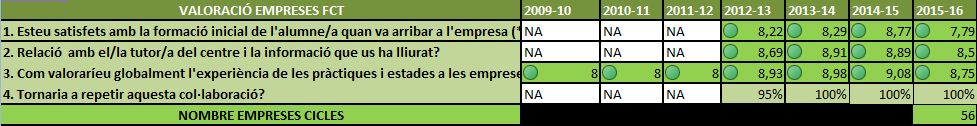 VALORACIÓ EMPRESES FCT 2009-10 2010-11 2011-12 2012-13 2013-14 2014-15 2015-16
1. Esteu satisfets amb la formació inicial de l'alumne/a quan va arribar a l'empresa (* NA NA NA 8,22 8,29 8,77 7,79
2. Relació amb el/la tutor/a del centre i la informació que us ha lliurat? NA NA NA 8,69 8,91 8,89 8,5
3. Com valoraríeu globalment l'experiència de les pràctiques i estades a les emprese 8 8 8 8,93 8,98 9,08 8,75
4. Tornaria a repetir aquesta col·laboració? NA NA NA 95% 100% 100% 100%
NOMBRE EMPRESES CICLES 56